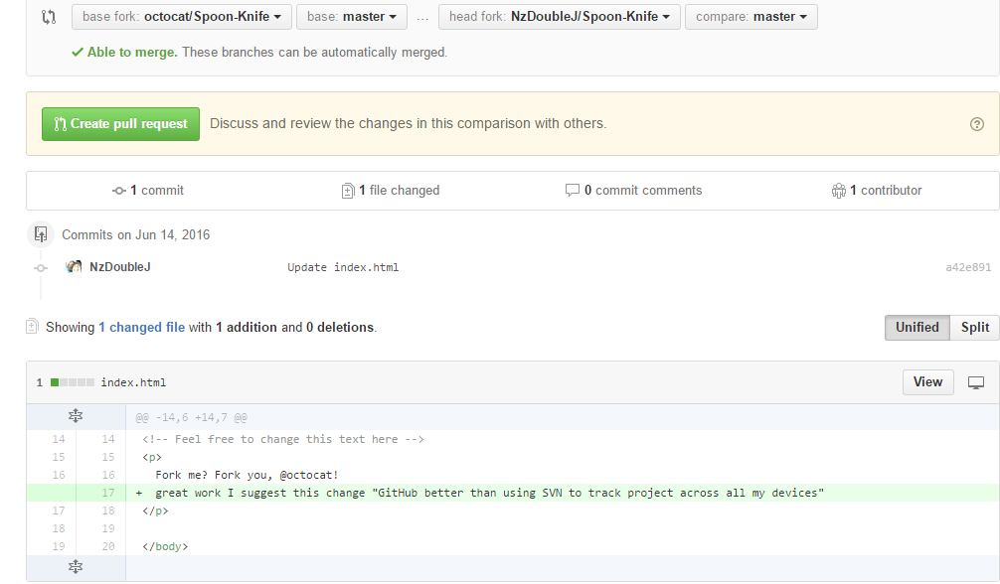 base fork: octocat/Spoon-Knife base: master ... head fork: NzDoubleJ/Spoon-Knife compare: master
Able to merge. These branches can be automatically merged.
Create pull request Discuss and review the changes in this comparison with others.
1 commit 1 file changed 0 commit comments 1 contributor
Commits on Jun 14, 2016
NzDoubleJ Update index.html a42e891
Showing 1 changed file with 1 addition and 0 deletions. Unified Split
1 index.html View
@@ -14,6 +14,7 @@
14 14 <!-- Feel free to change this text here -->
15 15 <p>
16 16 Fork me? Fork you, @octocat!
17 + great work I suggest this change "GitHub better than using SVN to track project across all my devices"
17 18 </p>
18 19
19 20 </body>